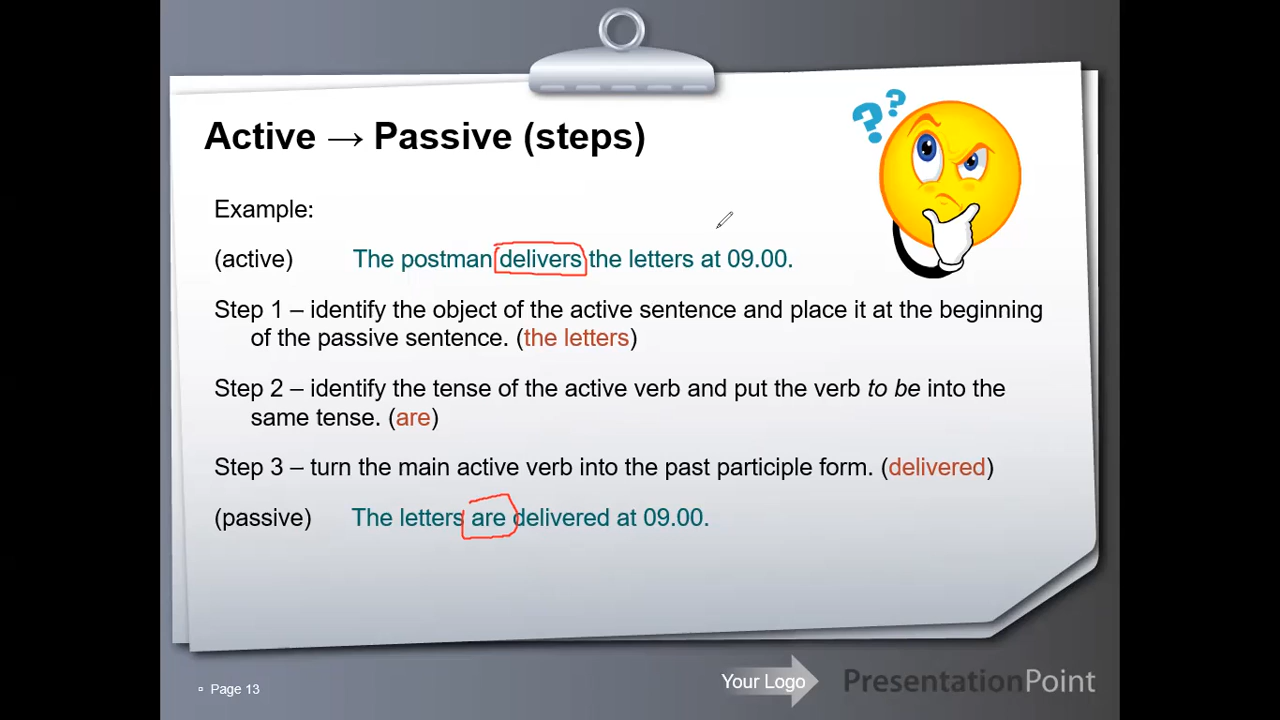 Active → Passive (steps)
? ?
Example:
(active) The postman delivers the letters at 09.00.
Step 1 – identify the object of the active sentence and place it at the beginning
of the passive sentence. (the letters)
Step 2 – identify the tense of the active verb and put the verb to be into the
same tense. (are)
Step 3 – turn the main active verb into the past participle form. (delivered)
(passive) The letters are delivered at 09.00.
▫ Page 13
Your Logo
PresentationPoint